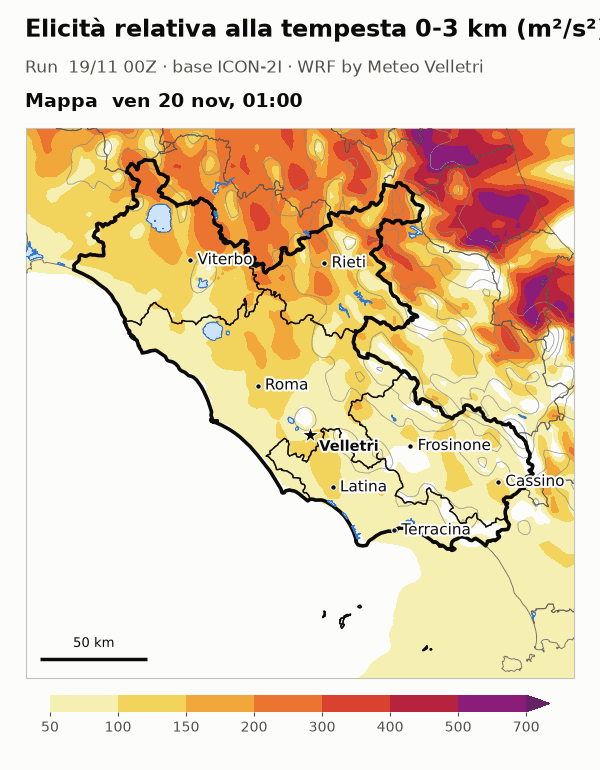 Elicità relativa alla tempesta 0-3 km (m²/s²)
Run 19/11 00Z · base ICON-2I · WRF by Meteo Velletri
Mappa ven 20 nov, 01:00
Viterbo
Rieti
Roma
Velletri
Frosinone
Cassino
Latina
Terracina
50 km
50 100 150 200 300 400 500 700